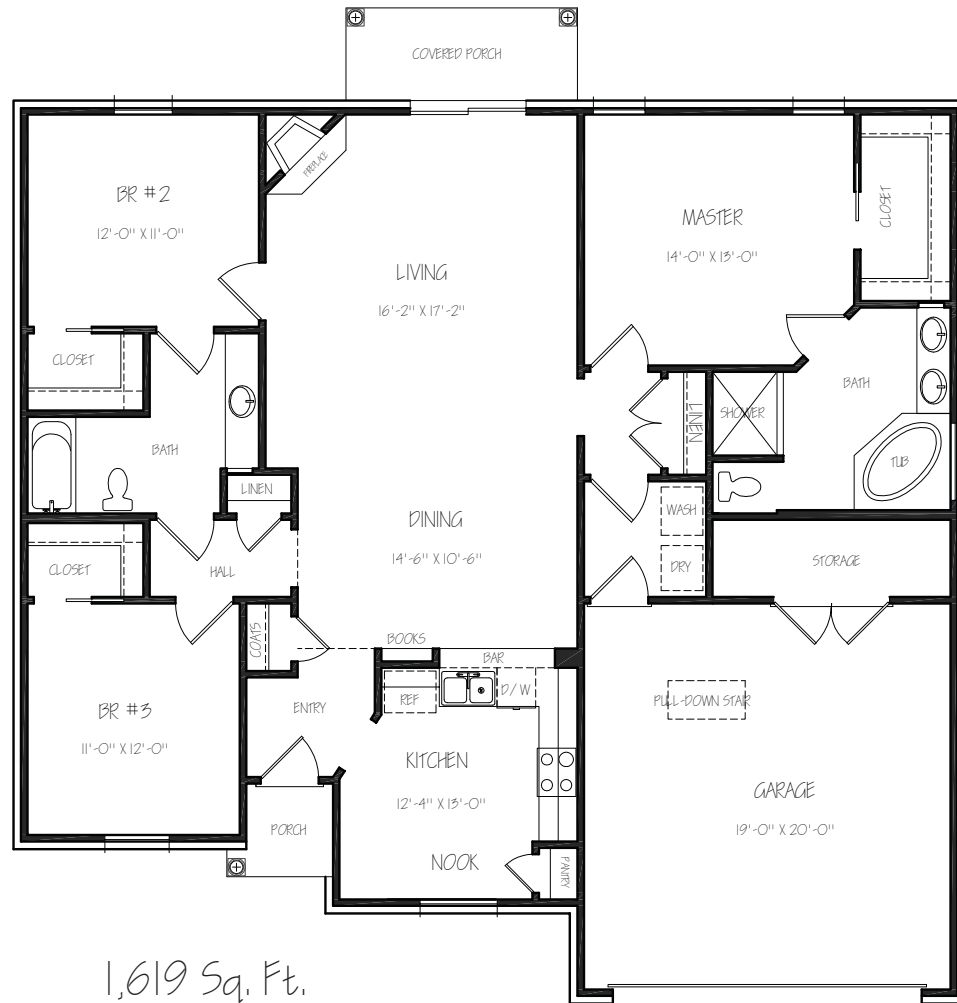 COVERED PORCH
FIREPLACE
BR #2
12'-0" X 11'-0"
MASTER
14'-0" X 13'-0"
CLOSET
LIVING
16'-2" X 17'-2"
CLOSET
BATH
SHOWER
LINEN
BATH
TUB
LINEN
WASH
DINING
14'-6" X 10'-6"
STORAGE
CLOSET
HALL
DRY
COATS
BOOKS
BAR
REF
D/W
PULL-DOWN STAIR
BR #3
11'-0" X 12'-0"
ENTRY
KITCHEN
12'-4" X 13'-0"
GARAGE
19'-0" X 20'-0"
PORCH
NOOK
PANTRY
1,619 Sq. Ft.